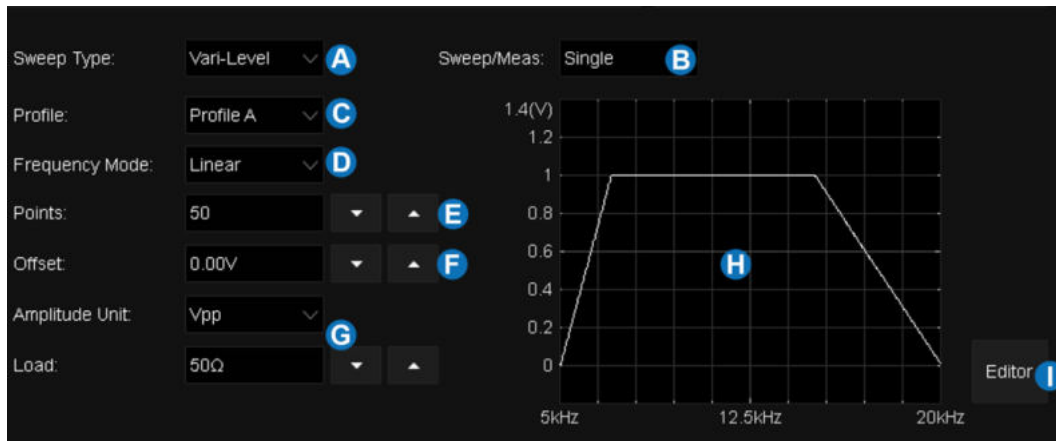 Sweep Type: Vari-Level A Sweep/Meas: Single B
Profile: Profile A C
Frequency Mode: Linear D
Points: 50 E
Offset: 0.00V F
Amplitude Unit: Vpp
G
Load: 50Ω
1.4(V)
1.2
1
0.8
0.6
0.4
0.2
0
H
5kHz 12.5kHz 20kHz
Editor I